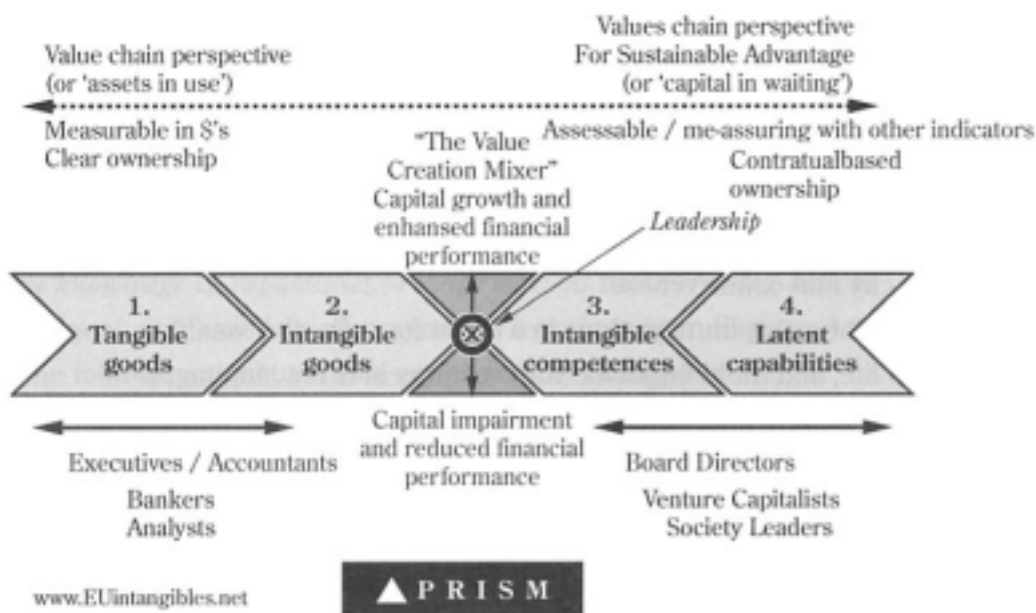 Value chain perspective
(or 'assets in use')
Values chain perspective
For Sustainable Advantage
(or 'capital in waiting')
Measurable in $'s
Clear ownership
"The Value
Creation Mixer"
Capital growth and
enhansed financial
performance
Assessable / me-assuring with other indicators
Contratualbased
ownership
Leadership
1.
Tangible
goods
2.
Intangible
goods
3.
Intangible
competences
4.
Latent
capabilities
Executives / Accountants
Bankers
Analysts
Capital impairment
and reduced financial
performance
Board Directors
Venture Capitalists
Society Leaders
www.EUintangibles.net
PRISM